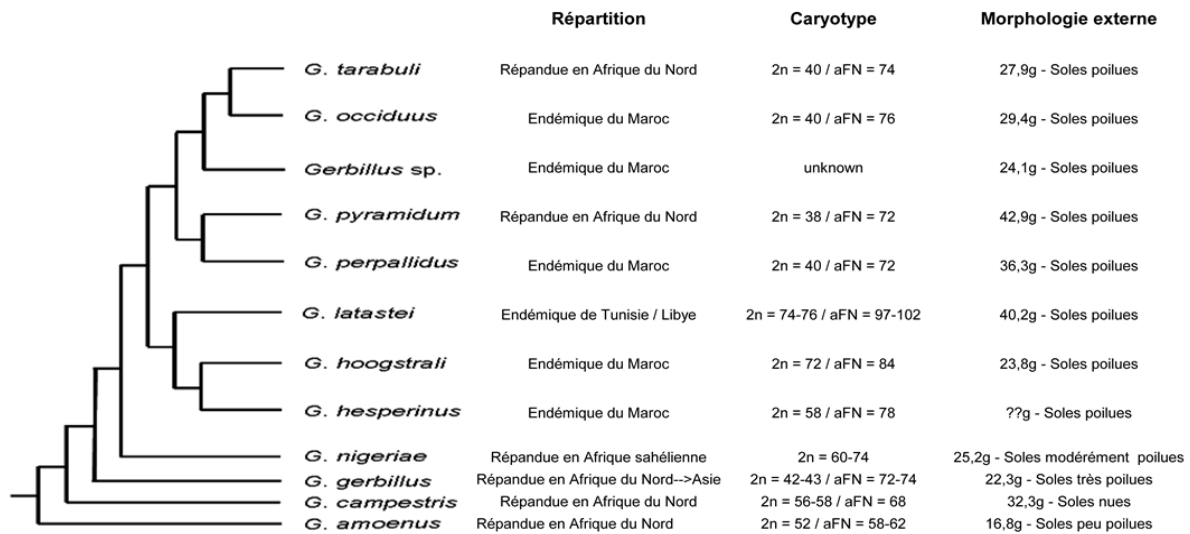 Répartition Caryotype Morphologie externe
G. tarabuli Répandue en Afrique du Nord 2n = 40 / aFN = 74 27,9g - Soles poilues
G. occiduus Endémique du Maroc 2n = 40 / aFN = 76 29,4g - Soles poilues
Gerbillus sp. Endémique du Maroc unknown 24,1g - Soles poilues
G. pyramidum Répandue en Afrique du Nord 2n = 38 / aFN = 72 42,9g - Soles poilues
G. perpallidus Endémique du Maroc 2n = 40 / aFN = 72 36,3g - Soles poilues
G. latastei Endémique de Tunisie / Libye 2n = 74-76 / aFN = 97-102 40,2g - Soles poilues
G. hoogstrali Endémique du Maroc 2n = 72 / aFN = 84 23,8g - Soles poilues
G. hesperinus Endémique du Maroc 2n = 58 / aFN = 78 ??g - Soles poilues
G. nigeriae Répandue en Afrique sahélienne 2n = 60-74 25,2g - Soles modérément poilues
G. gerbillus Répandue en Afrique du Nord-->Asie 2n = 42-43 / aFN = 72-74 22,3g - Soles très poilues
G. campestris Répandue en Afrique du Nord 2n = 56-58 / aFN = 68 32,3g - Soles nues
G. amoenus Répandue en Afrique du Nord 2n = 52 / aFN = 58-62 16,8g - Soles peu poilues